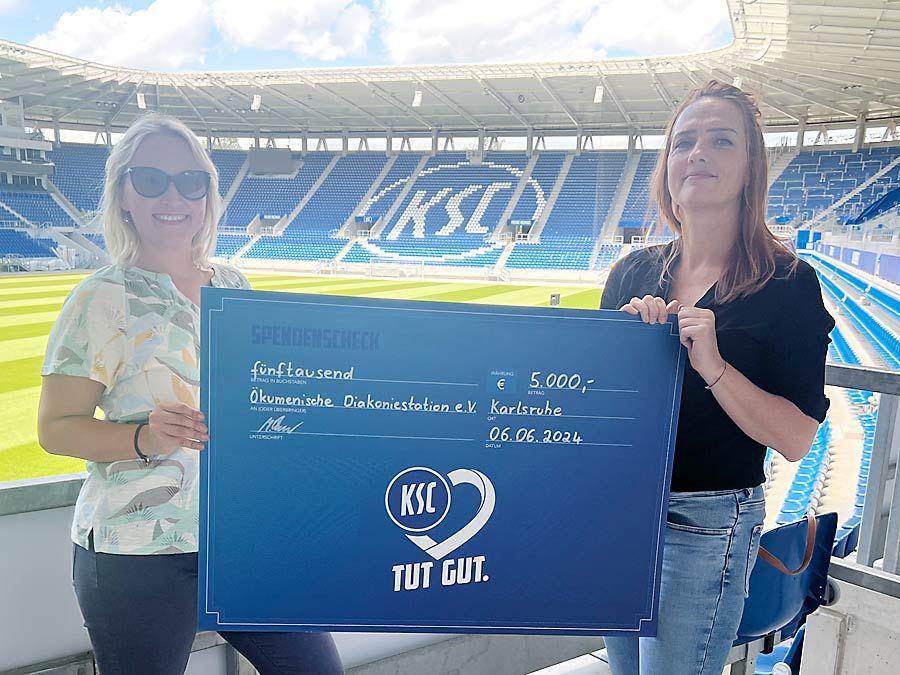 KSC
SPENDENSCHECK
fünftausend
BETRAG IN BUCHSTABEN
WÄHRUNG
€
5.000,-
BETRAG
Ökumenische Diakoniestation e.V.
AN (ODER ÜBERBRINGER)
Karlsruhe
ORT
UNTERSCHRIFT
06.06.2024
DATUM
KSC
TUT GUT.